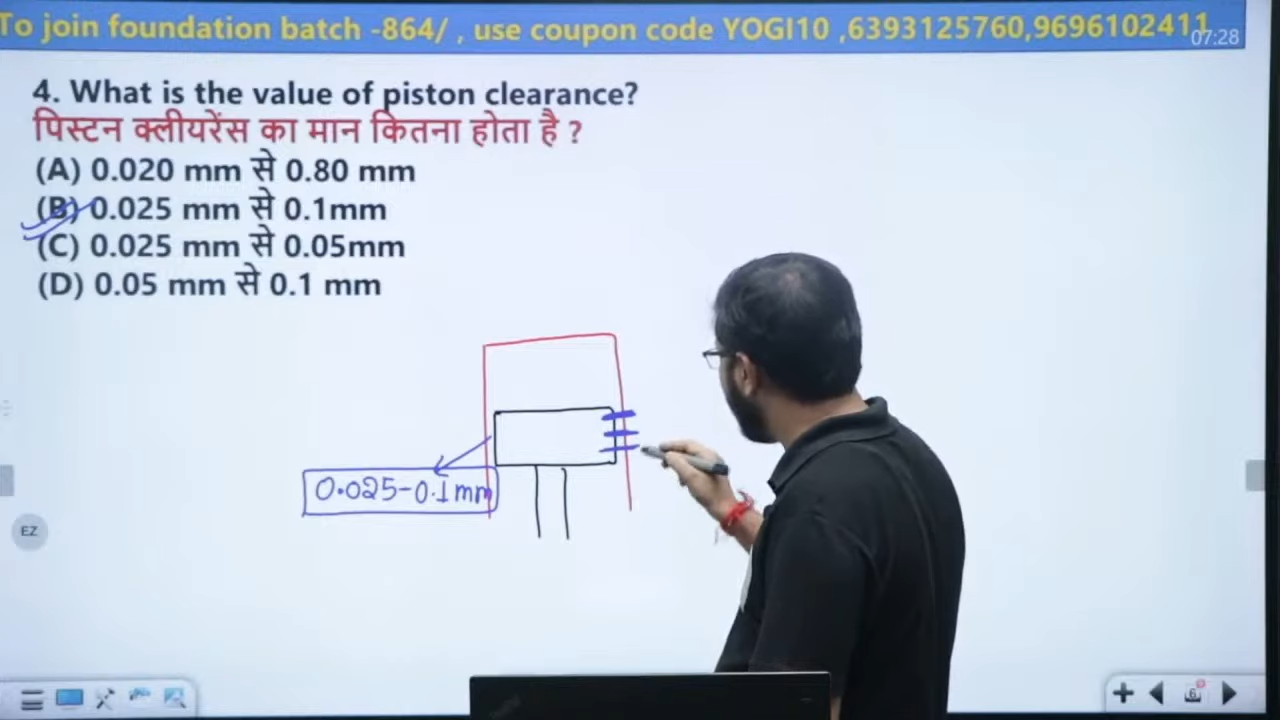 To join foundation batch -864/ , use coupon code YOGI10 ,6393125760,9696102411
07:28
4. What is the value of piston clearance?
पिस्टन क्लीयरेंस का मान कितना होता है ?
(A) 0.020 mm से 0.80 mm
(B) 0.025 mm से 0.1mm
(C) 0.025 mm से 0.05mm
(D) 0.05 mm से 0.1 mm
0.025-0.1mm
EZ
6